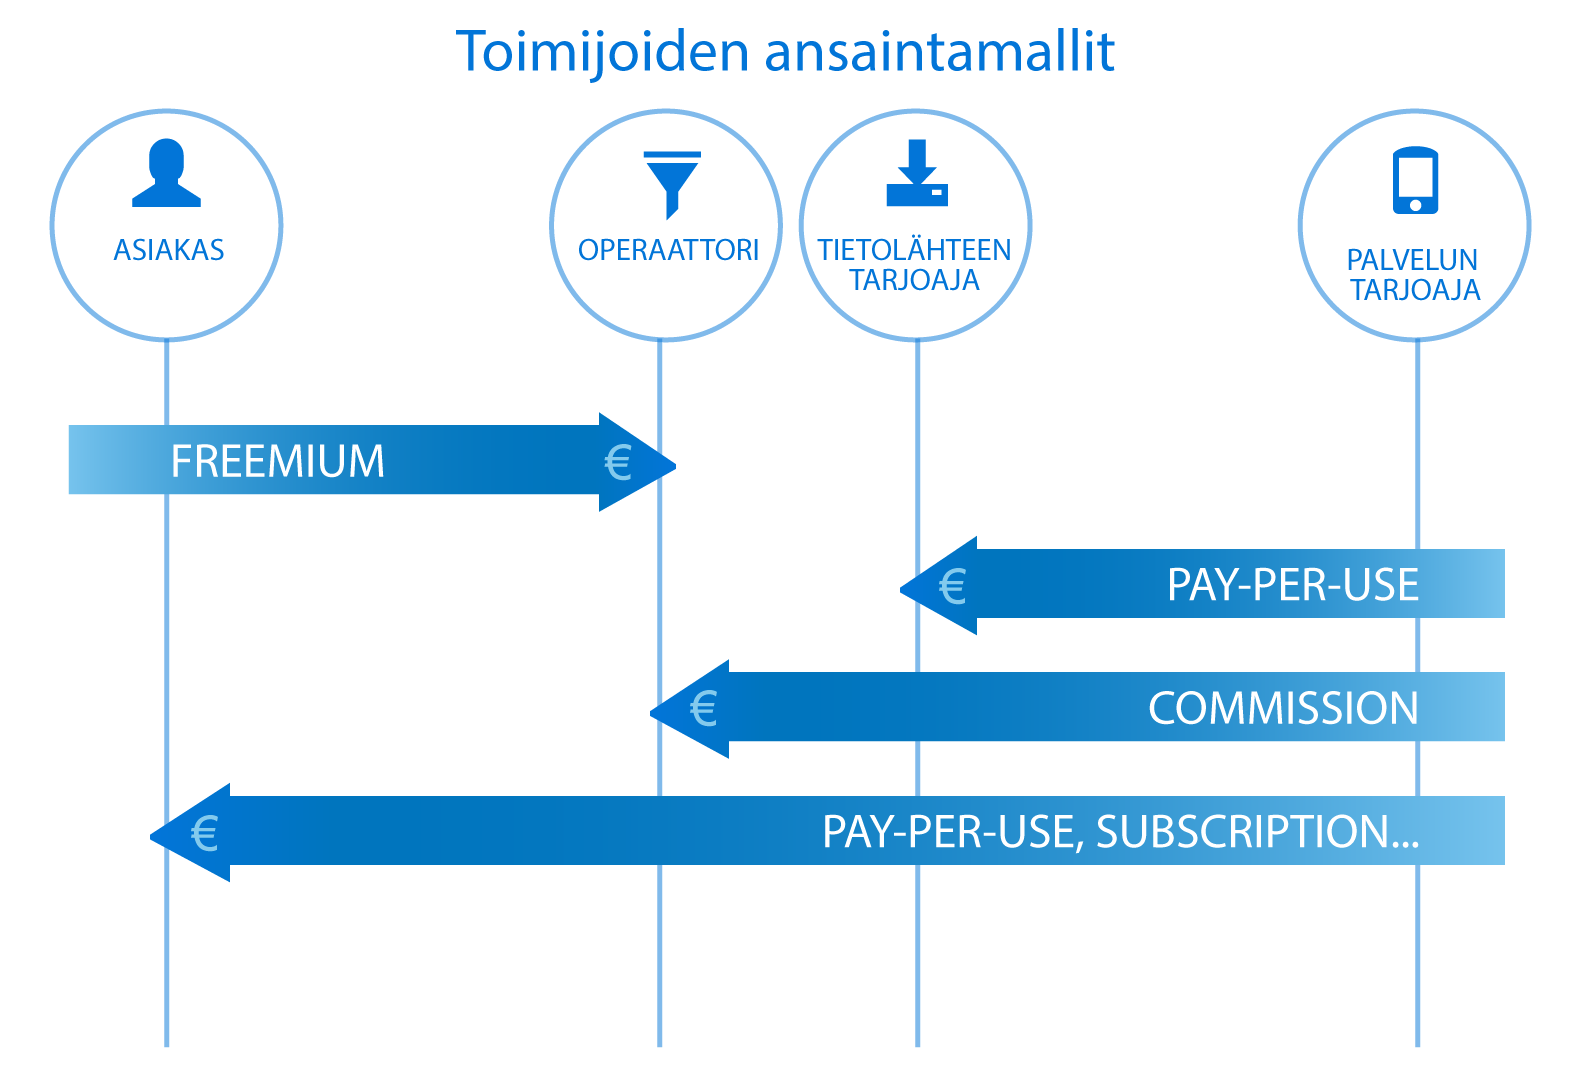 Toimijoiden ansaintamallit
ASIAKAS
OPERAATTORI
TIETOLÄHTEEN
TARJOAJA
PALVELUN
TARJOAJA
FREEMIUM €
€ PAY-PER-USE
€ COMMISSION
€ PAY-PER-USE, SUBSCRIPTION...